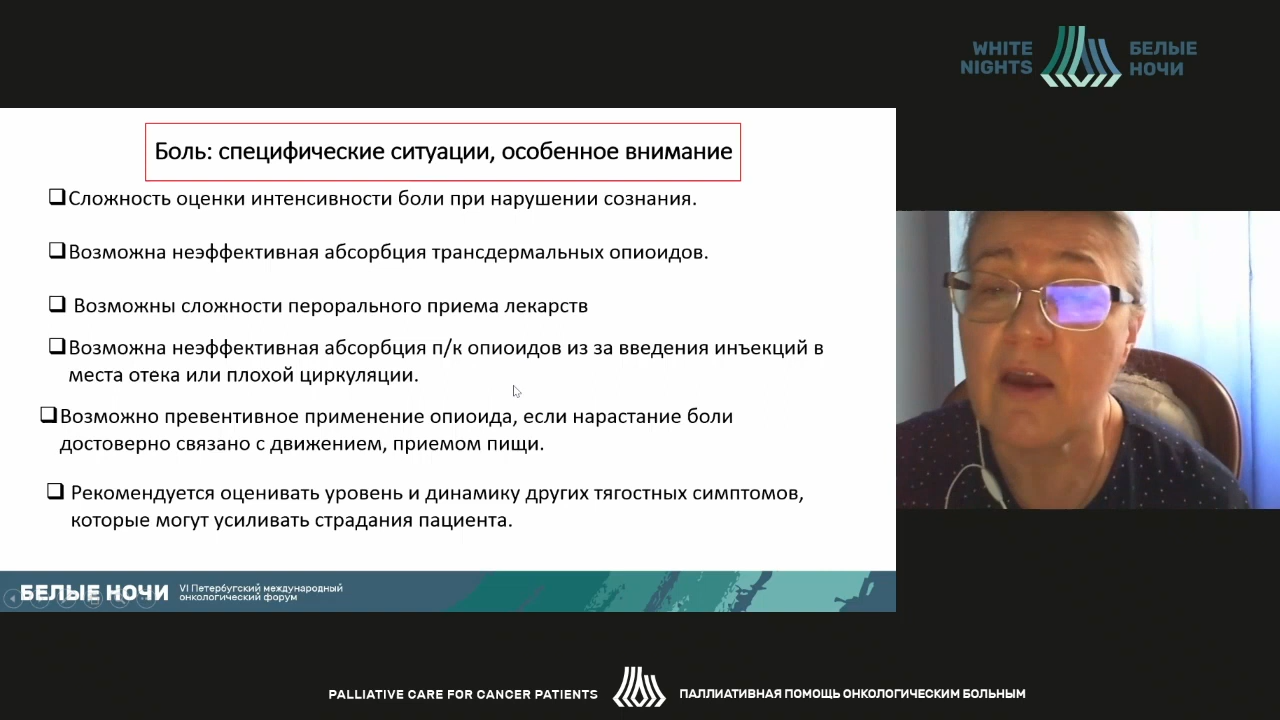 WHITE
NIGHTS
БЕЛЫЕ
НОЧИ
Боль: специфические ситуации, особенное внимание
Сложность оценки интенсивности боли при нарушении сознания.
Возможна неэффективная абсорбция трансдермальных опиоидов.
Возможны сложности перорального приема лекарств
Возможна неэффективная абсорбция п/к опиоидов из за введения инъекций в
места отека или плохой циркуляции.
Возможно превентивное применение опиоида, если нарастание боли
достоверно связано с движением, приемом пищи.
Рекомендуется оценивать уровень и динамику других тягостных симптомов,
которые могут усиливать страдания пациента.
БЕЛЫЕ НОЧИ
VI Петербугский международный
онкологический форум
PALLIATIVE CARE FOR CANCER PATIENTS
ПАЛЛИАТИВНАЯ ПОМОЩЬ ОНКОЛОГИЧЕСКИМ БОЛЬНЫМ